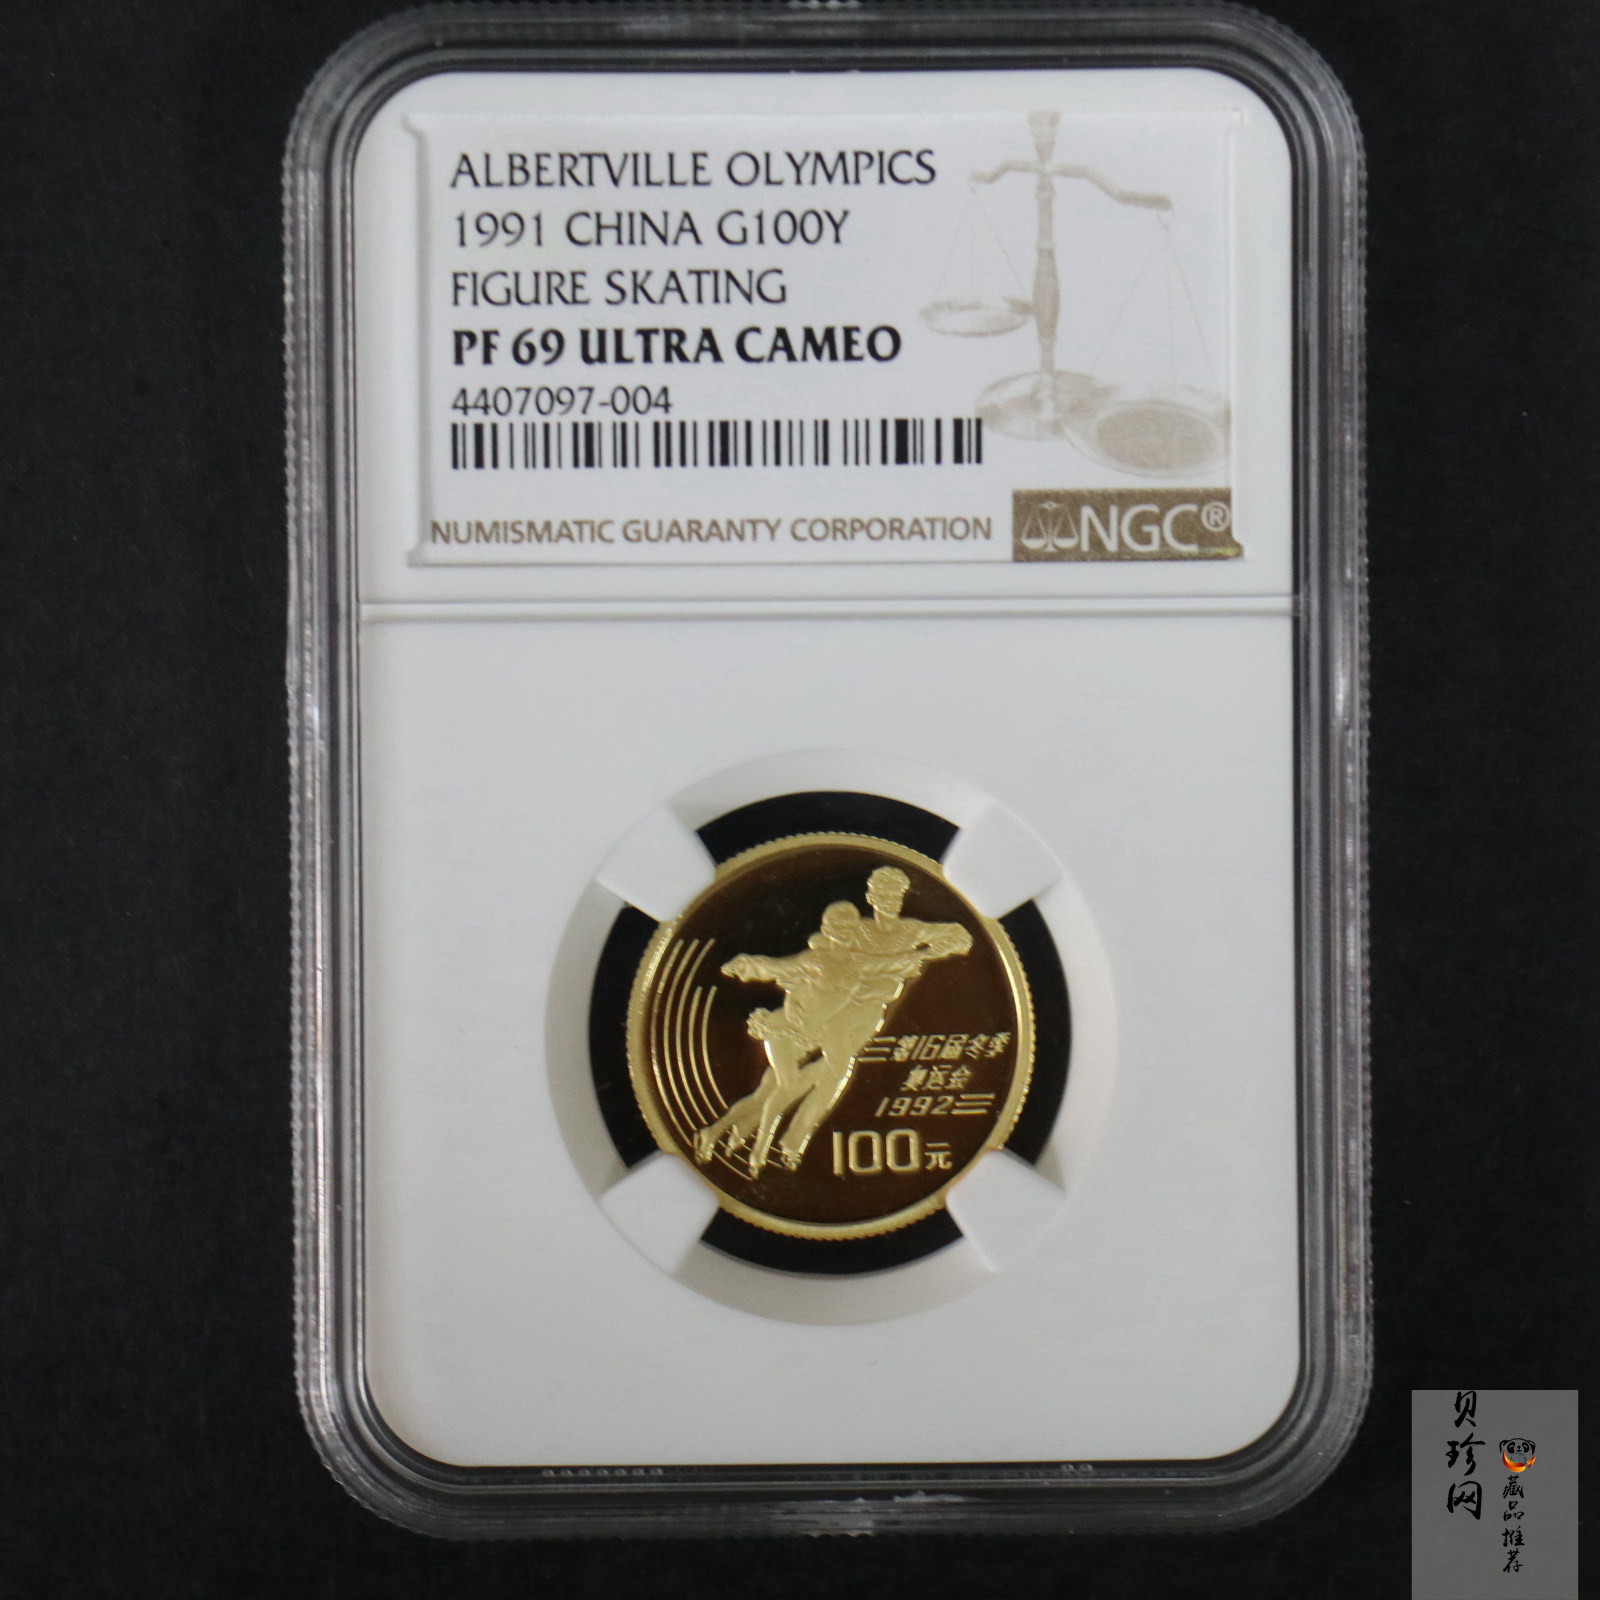 ALBERTVILLE OLYMPICS
1991 CHINA G100Y
FIGURE SKATING
PF 69 ULTRA CAMEO
4407097-004
NUMISMATIC GUARANTY CORPORATION
NGC®
第16届冬季
奥运会
1992
100元
贝珍网
藏品推荐